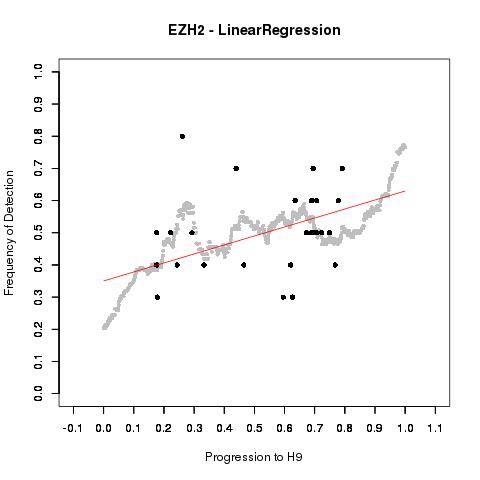 EZH2 - LinearRegression
Frequency of Detection
1.0
0.9
0.8
0.7
0.6
0.5
0.4
0.3
0.2
0.1
0.0
-0.1 0.0 0.1 0.2 0.3 0.4 0.5 0.6 0.7 0.8 0.9 1.0 1.1
Progression to H9